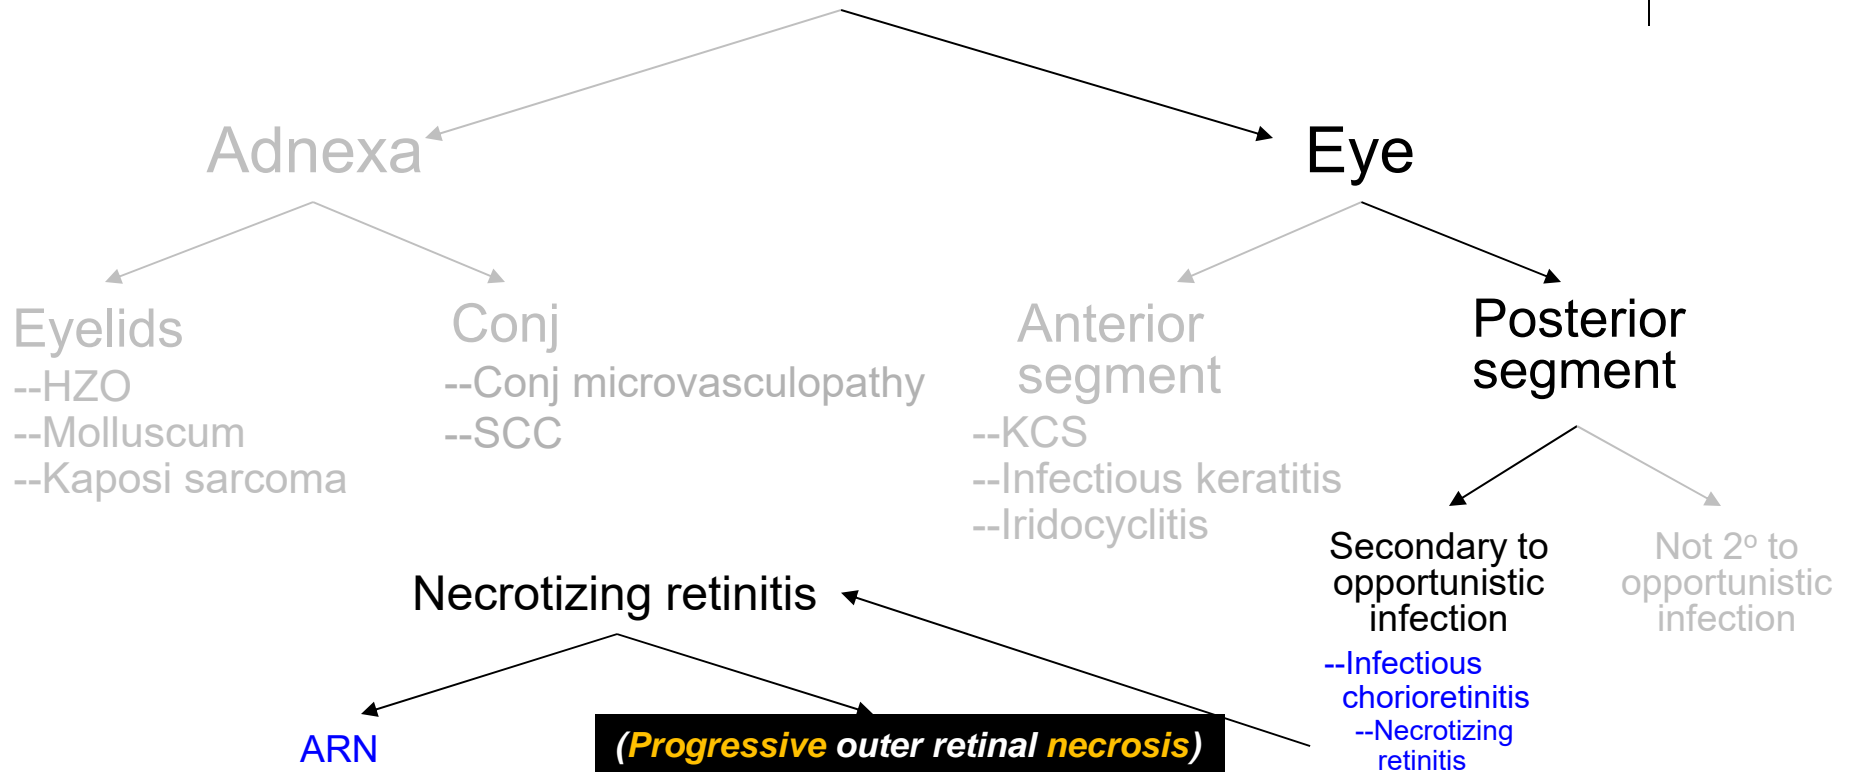 Adnexa
Eye
Eyelids
--HZO
--Molluscum
--Kaposi sarcoma
Conj
--Conj microvasculopathy
--SCC
Anterior
segment
--KCS
--Infectious keratitis
--Iridocyclitis
Posterior
segment
Secondary to
opportunistic
infection
--Infectious
chorioretinitis
--Necrotizing
retinitis
Not 2º to
opportunistic
infection
Necrotizing retinitis
ARN
(Progressive outer retinal necrosis)